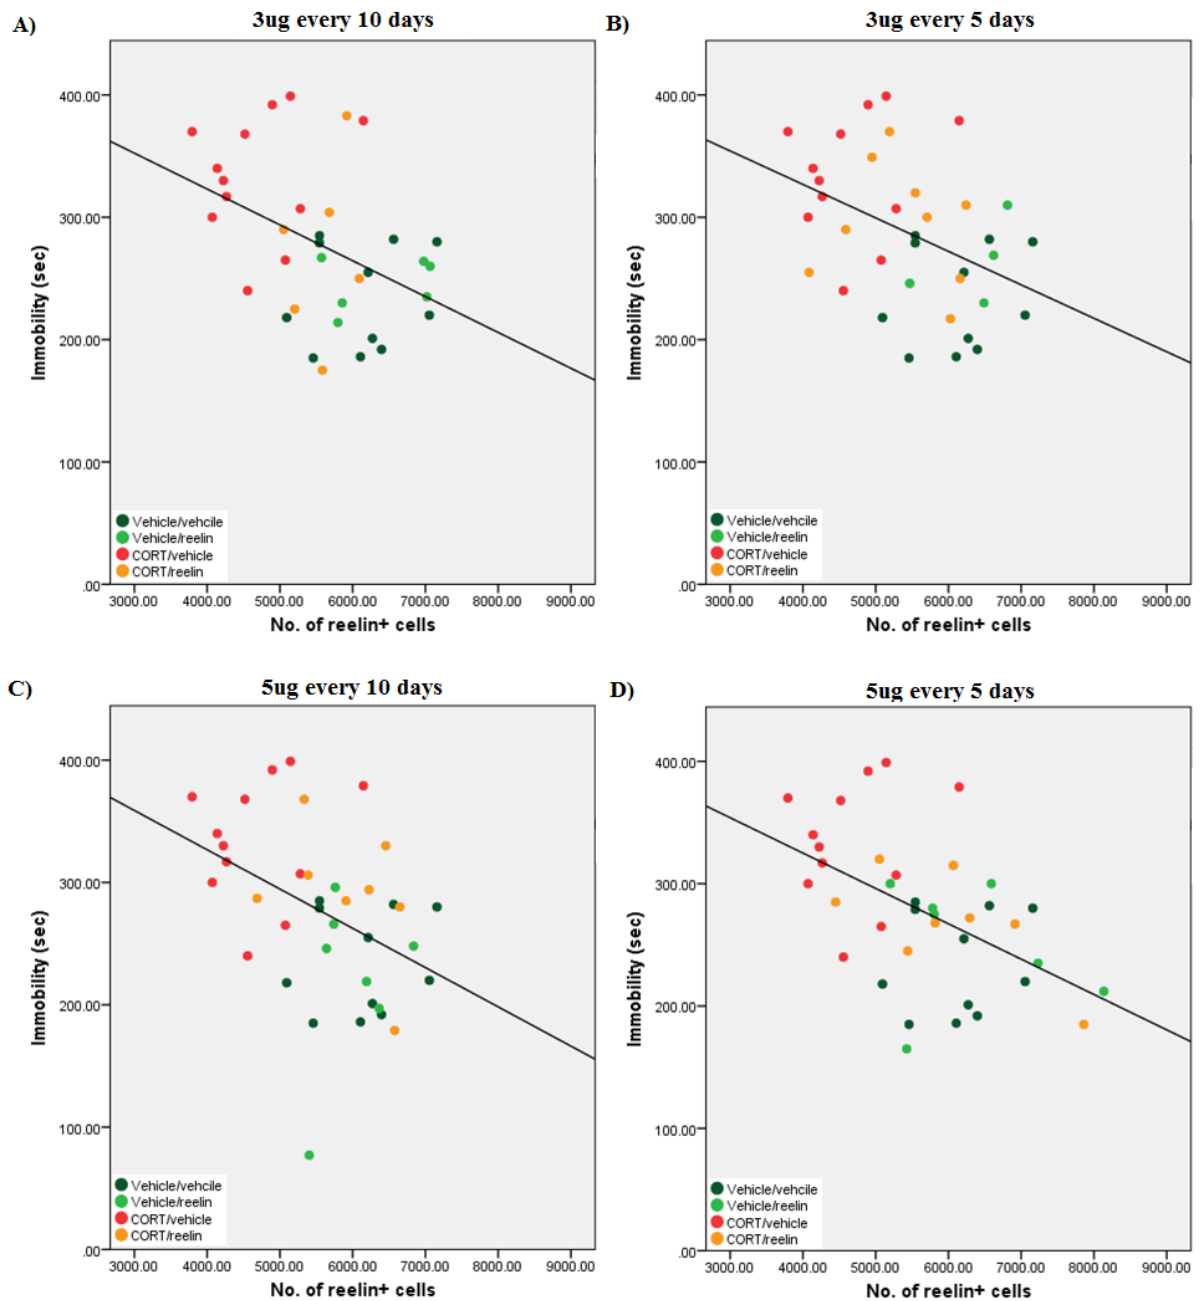 A)
3ug every 10 days
400.00
300.00
200.00
100.00
.00
Immobility (sec)
Vehicle/vehcile
Vehicle/reelin
CORT/vehicle
CORT/reelin
3000.00 4000.00 5000.00 6000.00 7000.00 8000.00 9000.00
No. of reelin+ cells
B)
3ug every 5 days
400.00
300.00
200.00
100.00
.00
Immobility (sec)
Vehicle/vehcile
Vehicle/reelin
CORT/vehicle
CORT/reelin
3000.00 4000.00 5000.00 6000.00 7000.00 8000.00 9000.00
No. of reelin+ cells
C)
5ug every 10 days
400.00
300.00
200.00
100.00
.00
Immobility (sec)
Vehicle/vehcile
Vehicle/reelin
CORT/vehicle
CORT/reelin
3000.00 4000.00 5000.00 6000.00 7000.00 8000.00 9000.00
No. of reelin+ cells
D)
5ug every 5 days
400.00
300.00
200.00
100.00
.00
Immobility (sec)
Vehicle/vehcile
Vehicle/reelin
CORT/vehicle
CORT/reelin
3000.00 4000.00 5000.00 6000.00 7000.00 8000.00 9000.00
No. of reelin+ cells